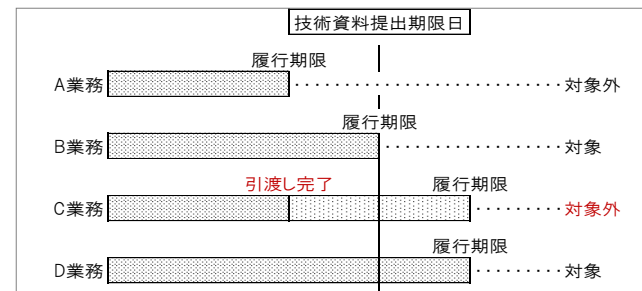 技術資料提出期限日
履行期限
A業務 ・・・・・・・・・・・・・・・・・・・・・・・・ 対象外
履行期限
B業務 ・・・・・・・・・・・・・・・・ 対象
引渡し完了 履行期限
C業務 ・・・・・・・・ 対象外
履行期限
D業務 ・・・・・・・・ 対象